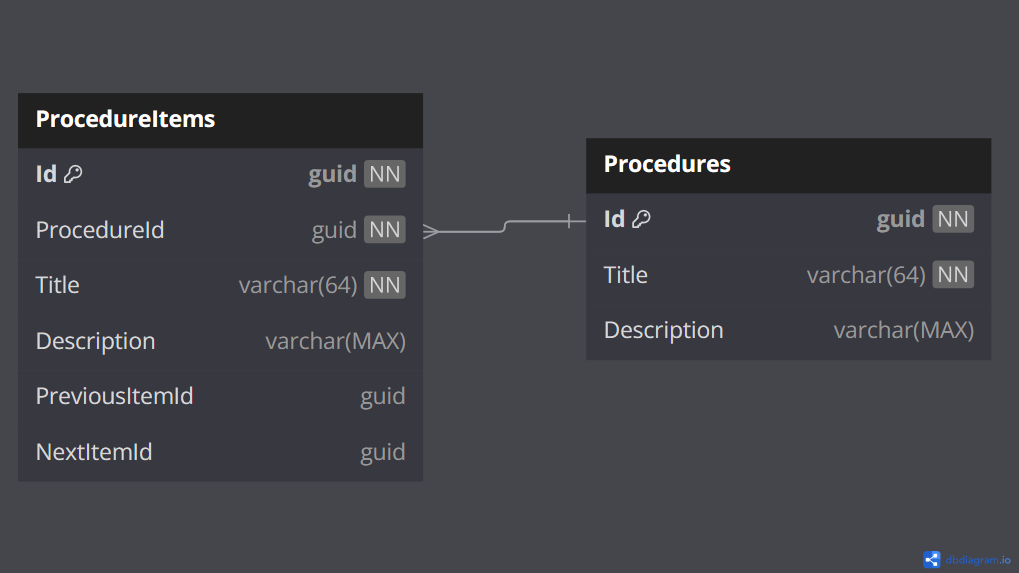 ProcedureItems
Id guid NN
ProcedureId guid NN
Title varchar(64) NN
Description varchar(MAX)
PreviousItemId guid
NextItemId guid
Procedures
Id guid NN
Title varchar(64) NN
Description varchar(MAX)
dbdiagram.io